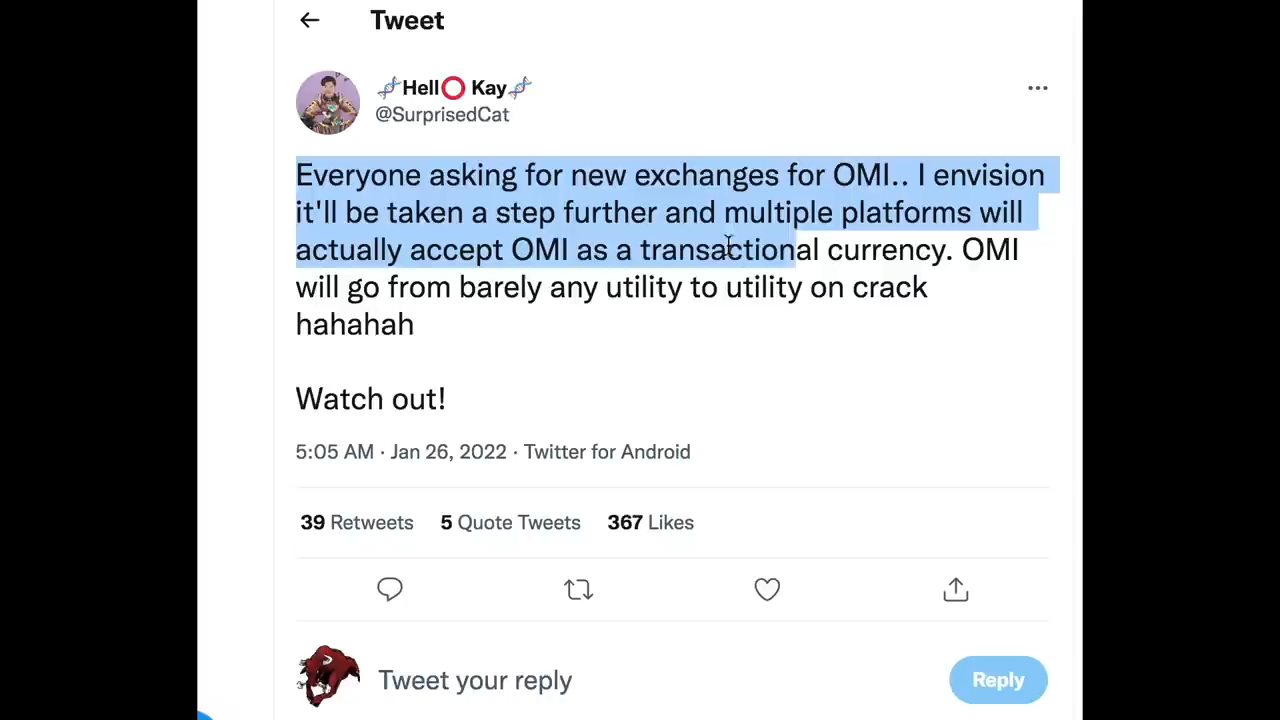 Tweet
🧬Hell⭕ Kay🧬
@SurprisedCat
Everyone asking for new exchanges for OMI.. I envision
it'll be taken a step further and multiple platforms will
actually accept OMI as a transactional currency. OMI
will go from barely any utility to utility on crack
hahahah
Watch out!
5:05 AM · Jan 26, 2022 · Twitter for Android
39 Retweets 5 Quote Tweets 367 Likes
Tweet your reply
Reply